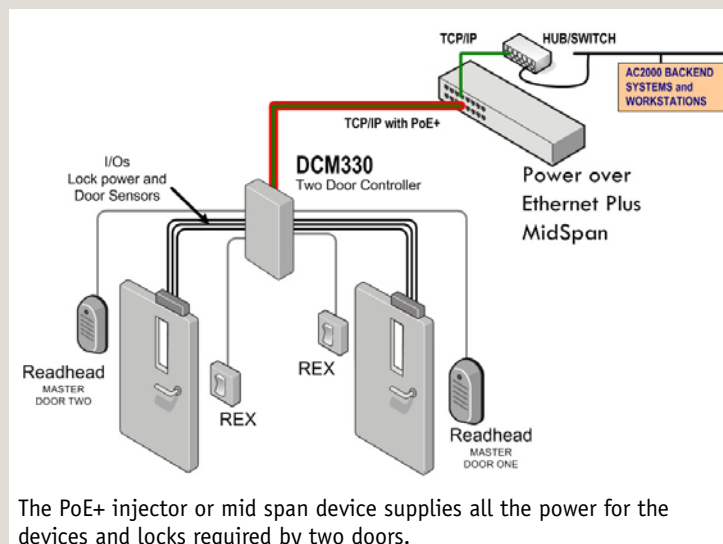 TCP/IP
HUB/SWITCH
AC2000 BACKEND
SYSTEMS and
WORKSTATIONS
TCP/IP with PoE+
I/Os
Lock power and
Door Sensors
DCM330
Two Door Controller
Power over
Ethernet Plus
MidSpan
Readhead
MASTER
DOOR TWO
REX
REX
Readhead
MASTER
DOOR ONE
The PoE+ injector or mid span device supplies all the power for the
devices and locks required by two doors.